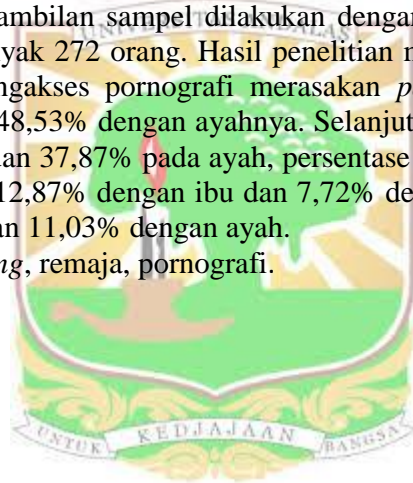 ambilan sampel dilakukan dengan
yak 272 orang. Hasil penelitian
ngakses pornografi merasakan
48,53% dengan ayahnya. Selanjut
an 37,87% pada ayah, persentase
12,87% dengan ibu dan 7,72% de
n 11,03% dengan ayah.
ng, remaja, pornografi.
UNTUK KEDJAJAAN BANGSA